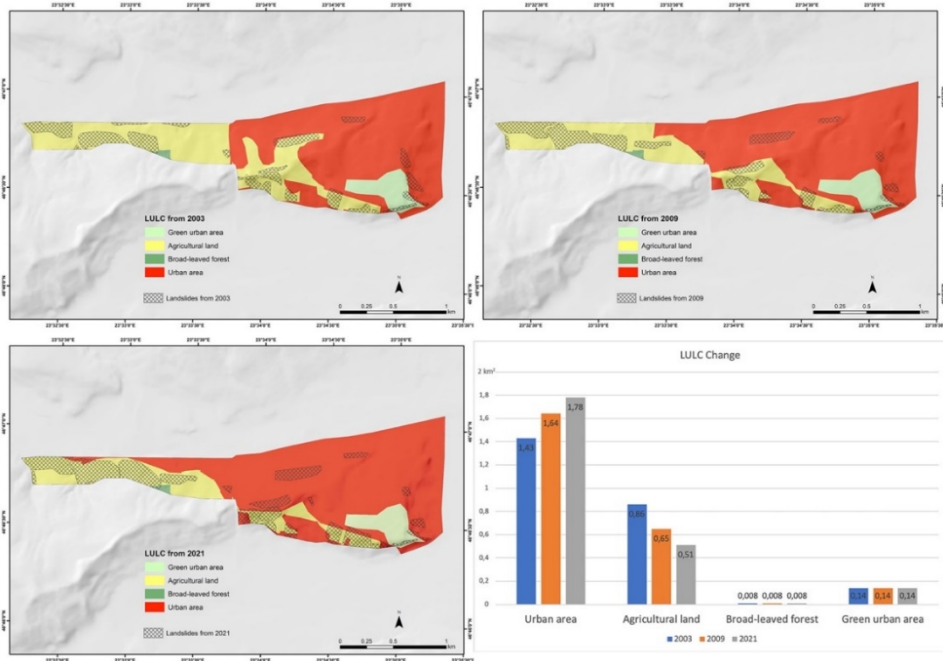 LULC from 2003
Green urban area
Agricultural land
Broad-leaved forest
Urban area
Landslides from 2003
N
0 0.5 1
km
LULC from 2009
Green urban area
Agricultural land
Broad-leaved forest
Urban area
Landslides from 2009
N
0 0.5 1
km
LULC from 2021
Green urban area
Agricultural land
Broad-leaved forest
Urban area
Landslides from 2021
N
0 0.5 1
km
LULC Change
2 km²
1,8
1,6
1,4
1,2
1
0,8
0,6
0,4
0,2
0
1,43 1,64 1,78
0,86 0,65 0,51
0,008 0,008 0,008
0,14 0,14 0,14
Urban area Agricultural land Broad-leaved forest Green urban area
2003 2009 2021